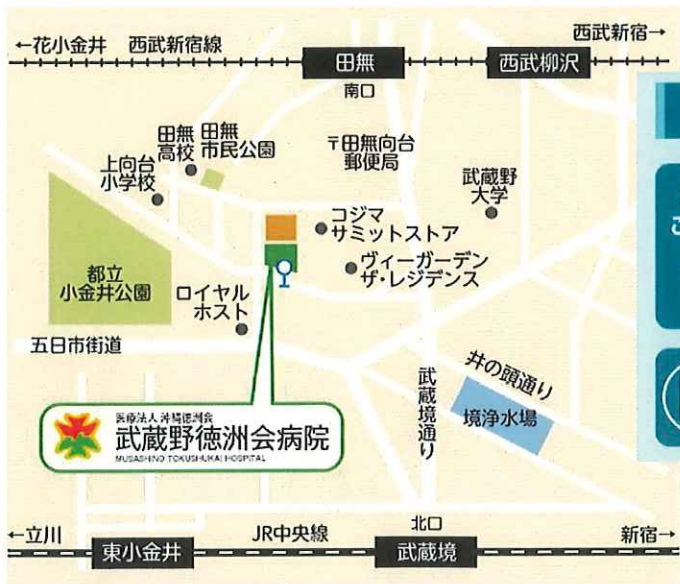 ←花小金井 西武新宿線
西武新宿→
田無
西武柳沢
南口
田無
高校
田無
市民公園
〒田無向台
郵便局
上向台
小学校
武蔵野
大学
コジマ
サミットストア
ヴィーガーデン
ザ・レジデンス
都立
小金井公園
ロイヤル
ホスト
五日市街道
井の頭通り
武蔵境通り
境浄水場
医療法人 沖縄徳洲会
武蔵野徳洲会病院
MUSASHINO TOKUSHUKAI HOSPITAL
←立川
JR中央線
北口
新宿→
東小金井
武蔵境